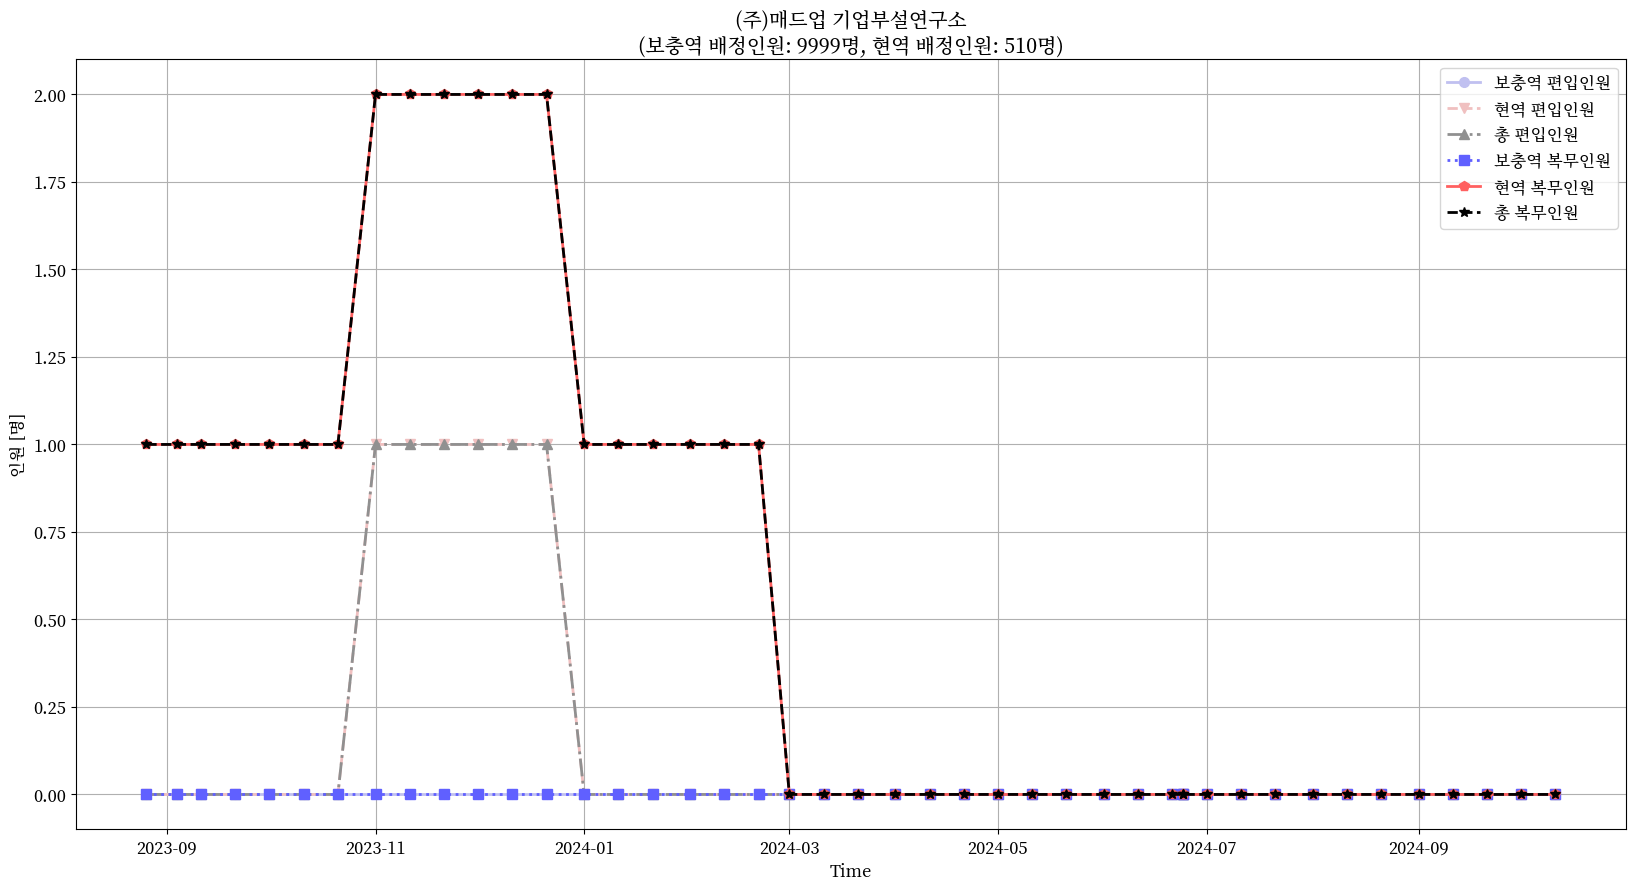 (주)매드업 기업부설연구소
(보충역 배정인원: 9999명, 현역 배정인원: 510명)
보충역 편입인원
현역 편입인원
총 편입인원
보충역 복무인원
현역 복무인원
총 복무인원
2.00
1.75
1.50
1.25
1.00
0.75
0.50
0.25
0.00
인원 [명]
2023-09
2023-11
2024-01
2024-03
2024-05
2024-07
2024-09
Time